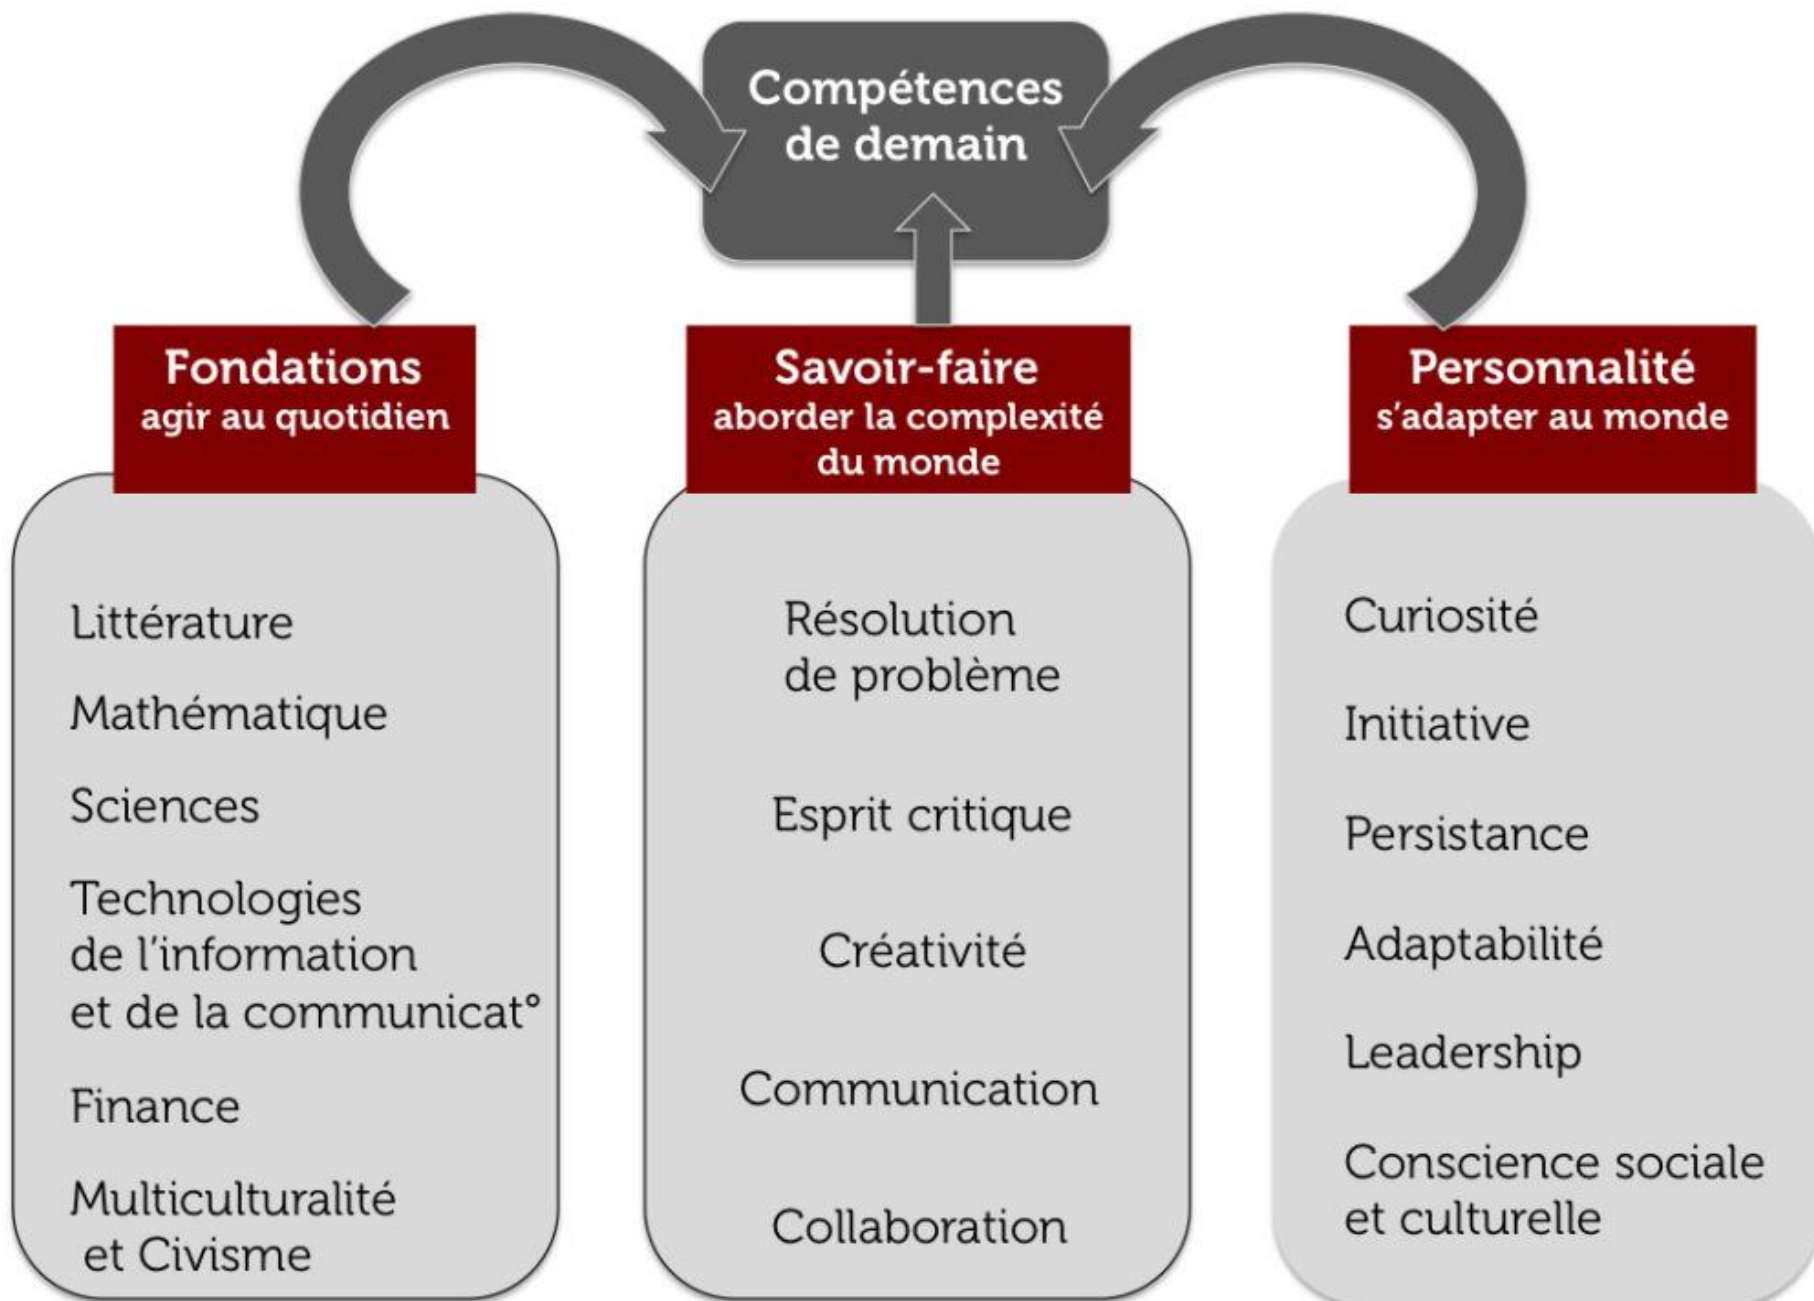 Compétences
de demain
Fondations
agir au quotidien
Littérature
Mathématique
Sciences
Technologies
de l'information
et de la communicat°
Finance
Multiculturalité
et Civisme
Savoir-faire
aborder la complexité
du monde
Résolution
de problème
Esprit critique
Créativité
Communication
Collaboration
Personnalité
s'adapter au monde
Curiosité
Initiative
Persistance
Adaptabilité
Leadership
Conscience sociale
et culturelle